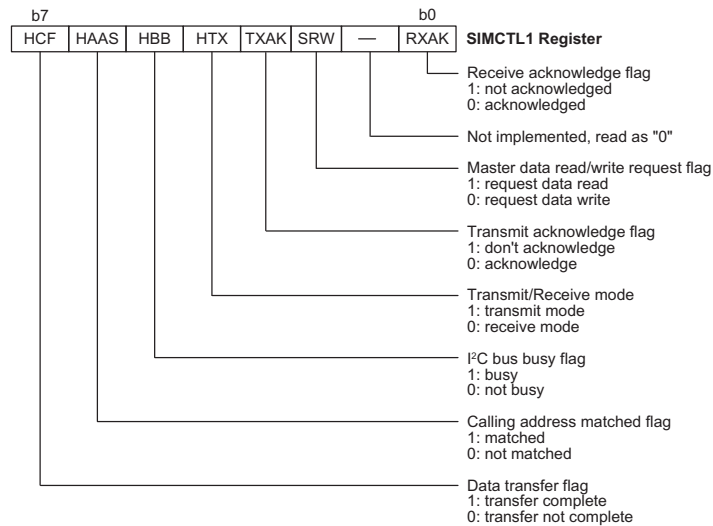 b7 b0
HCF HAAS HBB HTX TXAK SRW — RXAK SIMCTL1 Register
Receive acknowledge flag
1: not acknowledged
0: acknowledged
Not implemented, read as "0"
Master data read/write request flag
1: request data read
0: request data write
Transmit acknowledge flag
1: don't acknowledge
0: acknowledge
Transmit/Receive mode
1: transmit mode
0: receive mode
I²C bus busy flag
1: busy
0: not busy
Calling address matched flag
1: matched
0: not matched
Data transfer flag
1: transfer complete
0: transfer not complete